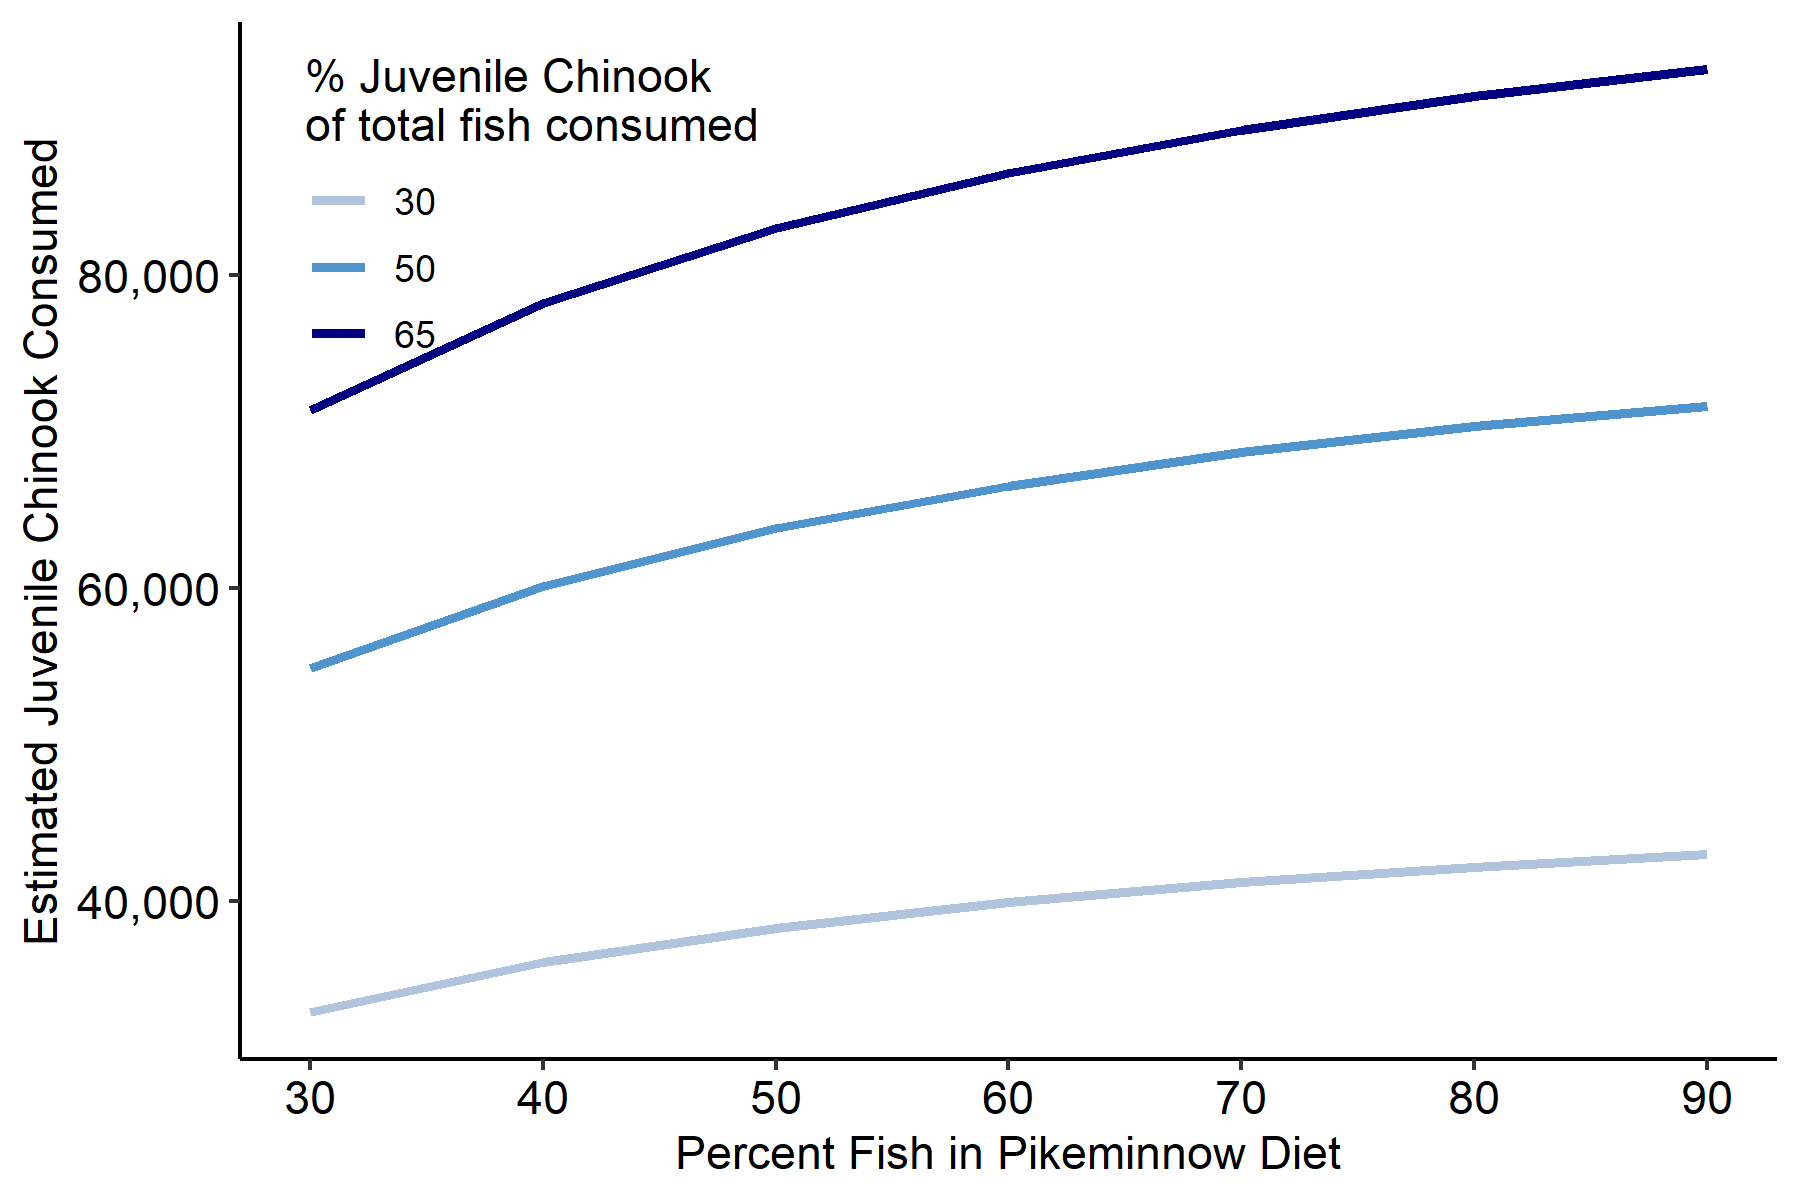 % Juvenile Chinook
of total fish consumed
30
50
65
Estimated Juvenile Chinook Consumed
80,000
60,000
40,000
30 40 50 60 70 80 90
Percent Fish in Pikeminnow Diet